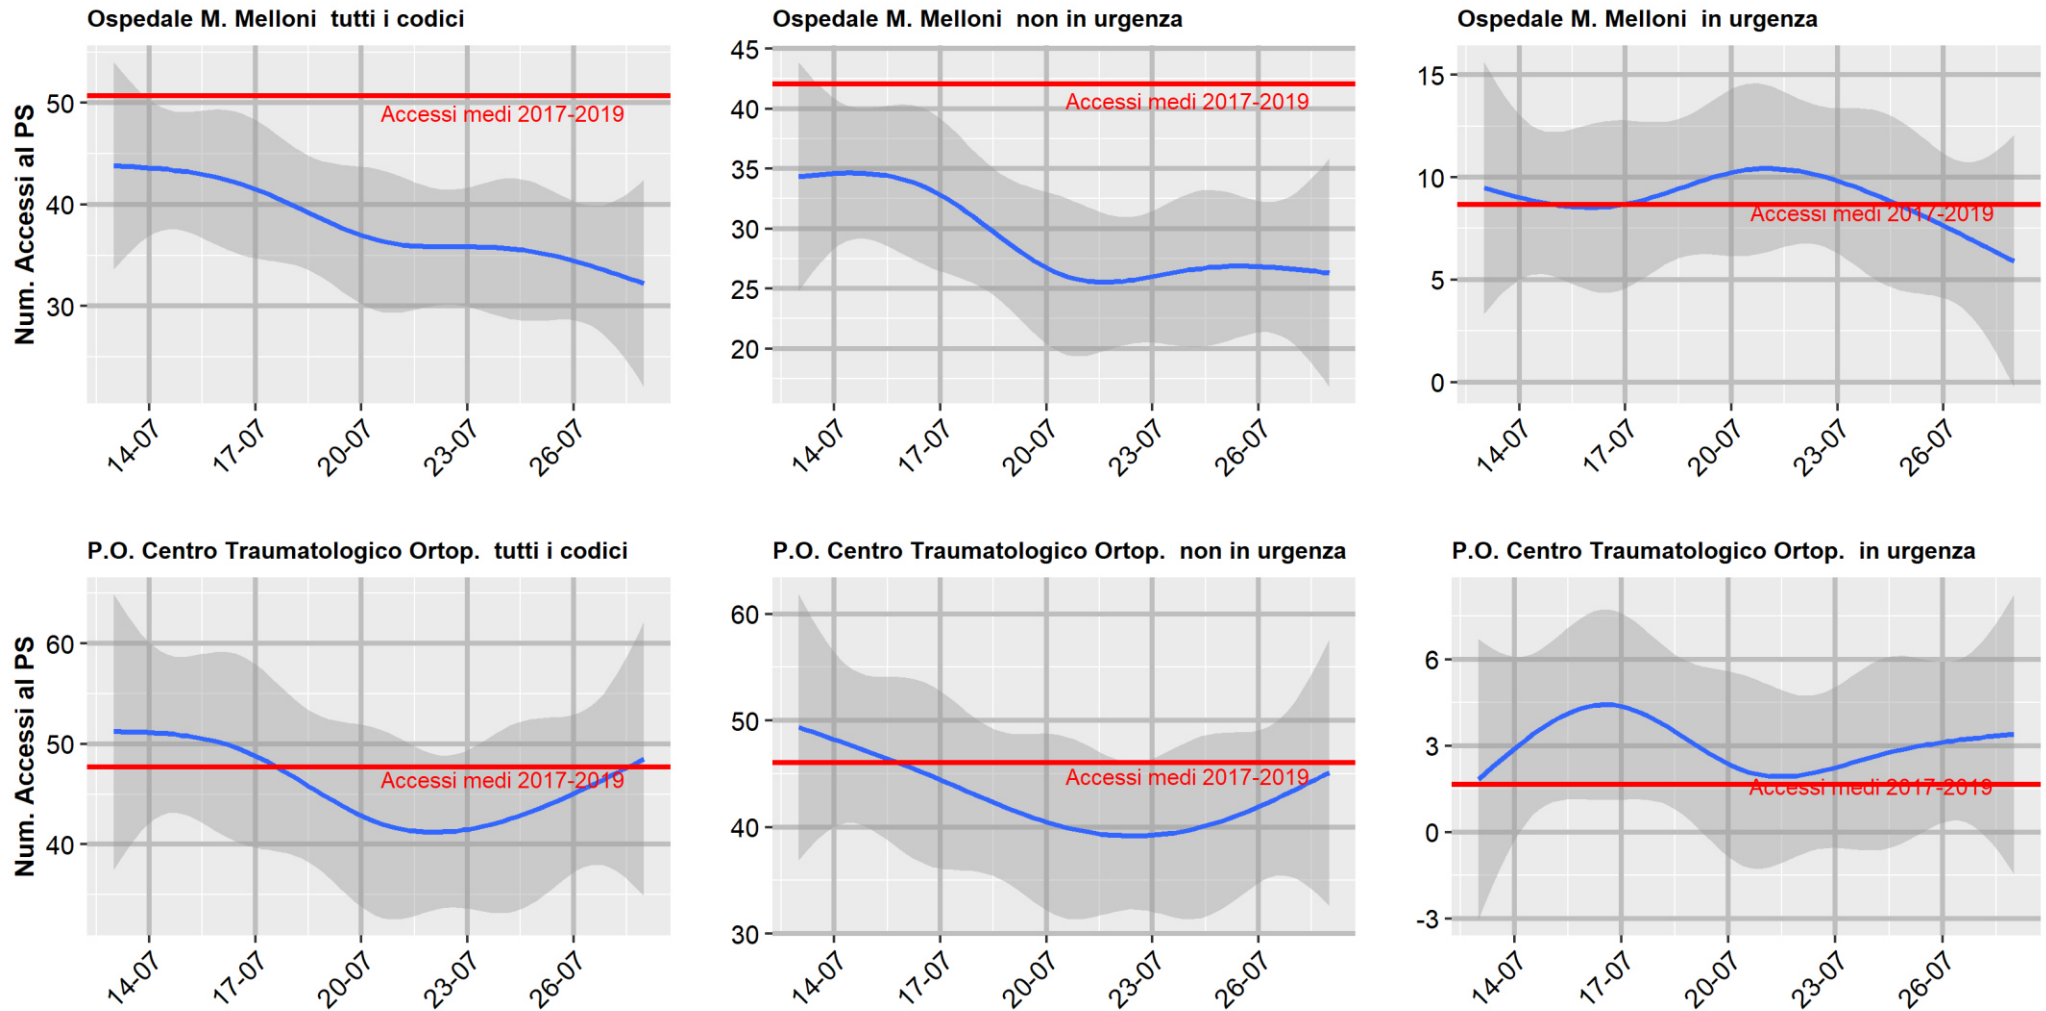 Ospedale M. Melloni  tutti i codici
Num. Accessi al PS
50
40
30
Accessi medi 2017-2019
14-07 17-07 20-07 23-07 26-07
Ospedale M. Melloni  non in urgenza
45
40
35
30
25
20
Accessi medi 2017-2019
14-07 17-07 20-07 23-07 26-07
Ospedale M. Melloni  in urgenza
15
10
5
0
Accessi medi 2017-2019
14-07 17-07 20-07 23-07 26-07
P.O. Centro Traumatologico Ortop.  tutti i codici
Num. Accessi al PS
60
50
40
Accessi medi 2017-2019
14-07 17-07 20-07 23-07 26-07
P.O. Centro Traumatologico Ortop.  non in urgenza
60
50
40
30
Accessi medi 2017-2019
14-07 17-07 20-07 23-07 26-07
P.O. Centro Traumatologico Ortop.  in urgenza
6
3
0
-3
Accessi medi 2017-2019
14-07 17-07 20-07 23-07 26-07